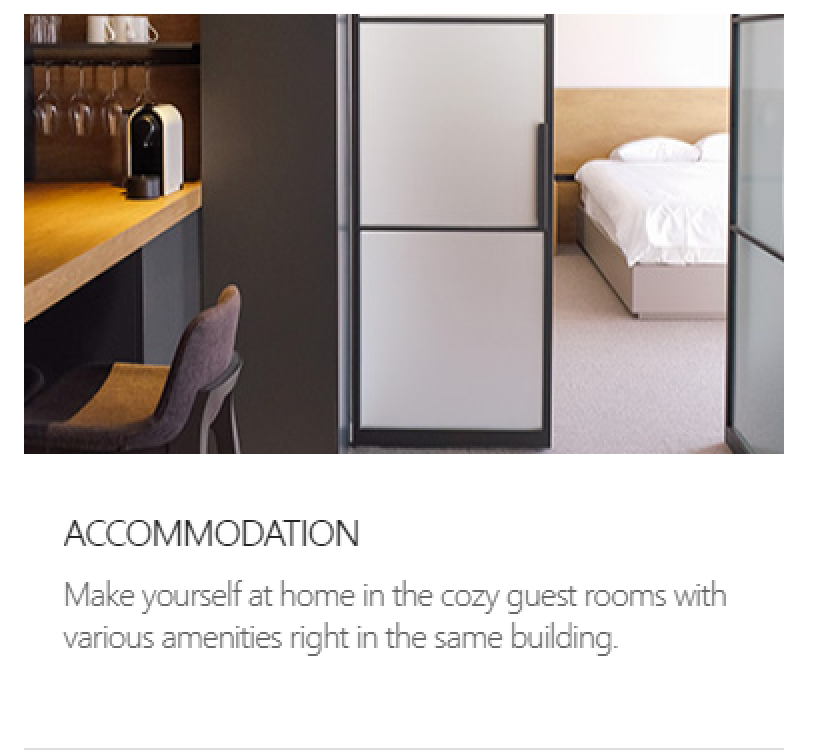 ACCOMMODATION
Make yourself at home in the cozy guest rooms with
various amenities right in the same building.